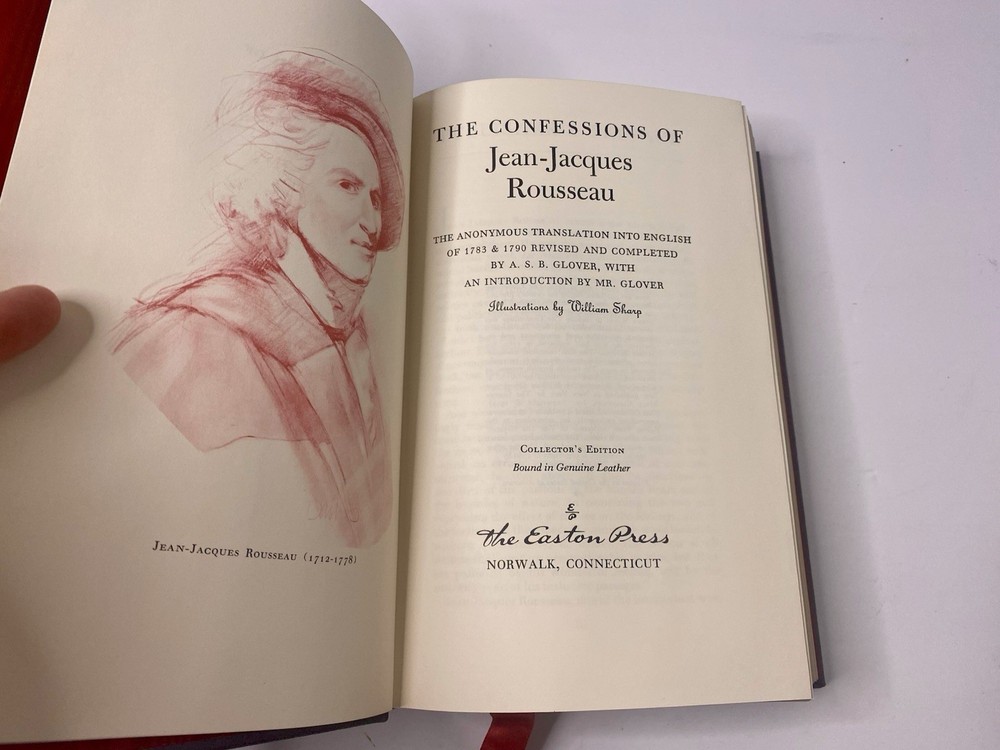 JEAN-JACQUES ROUSSEAU (1712-1778)
THE CONFESSIONS OF
Jean-Jacques
Rousseau
THE ANONYMOUS TRANSLATION INTO ENGLISH
OF 1783 & 1790 REVISED AND COMPLETED
BY A. S. B. GLOVER, WITH
AN INTRODUCTION BY MR. GLOVER
Illustrations by William Sharp
COLLECTOR'S EDITION
Bound in Genuine Leather
E
P
the Easton Press
NORWALK, CONNECTICUT